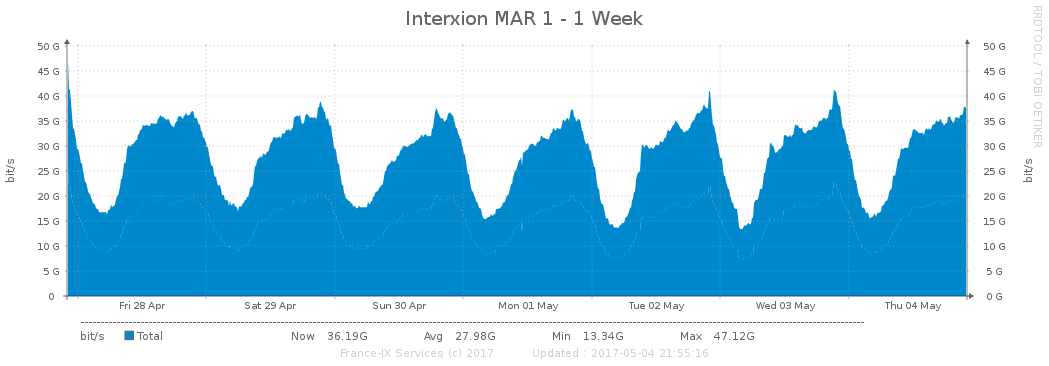 Interxion MAR 1 - 1 Week
RRDTOOL / TOBI OETIKER
50 G 50 G
45 G 45 G
40 G 40 G
35 G 35 G
30 G 30 G
25 G 25 G
20 G 20 G
15 G 15 G
10 G 10 G
5 G 5 G
0 0 G
bit/s bit/s
Fri 28 Apr Sat 29 Apr Sun 30 Apr Mon 01 May Tue 02 May Wed 03 May Thu 04 May
bit/s Total Now 36.19G Avg 27.98G Min 13.34G Max 47.12G
France-IX Services (c) 2017 Updated : 2017-05-04 21:55:16